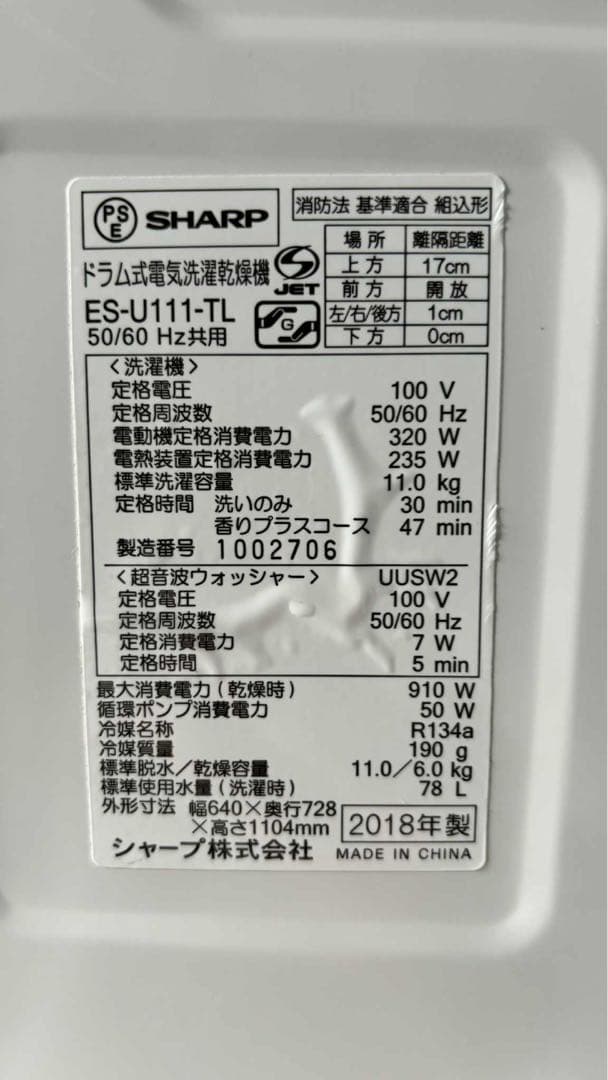 PS E SHARP
消防法 基準適合 組込形
場所 離隔距離
上方 17cm
前方 開放
左/右/後方 1cm
下方 0cm
ドラム式電気洗濯乾燥機
S JET
ES-U111-TL
G
50/60 Hz共用
〈洗濯機〉
定格電圧 100 V
定格周波数 50/60 Hz
電動機定格消費電力 320 W
電熱装置定格消費電力 235 W
標準洗濯容量 11.0 kg
定格時間 洗いのみ 30 min
香りプラスコース 47 min
製造番号 1002706
〈超音波ウォッシャー〉 UUSW2
定格電圧 100 V
定格周波数 50/60 Hz
定格消費電力 7 W
定格時間 5 min
最大消費電力(乾燥時) 910 W
循環ポンプ消費電力 50 W
冷媒名称 R134a
冷媒質量 190 g
標準脱水/乾燥容量 11.0/6.0 kg
標準使用水量(洗濯時) 78 L
外形寸法 幅640×奥行728
×高さ1104mm
2018年製
シャープ株式会社 MADE IN CHINA